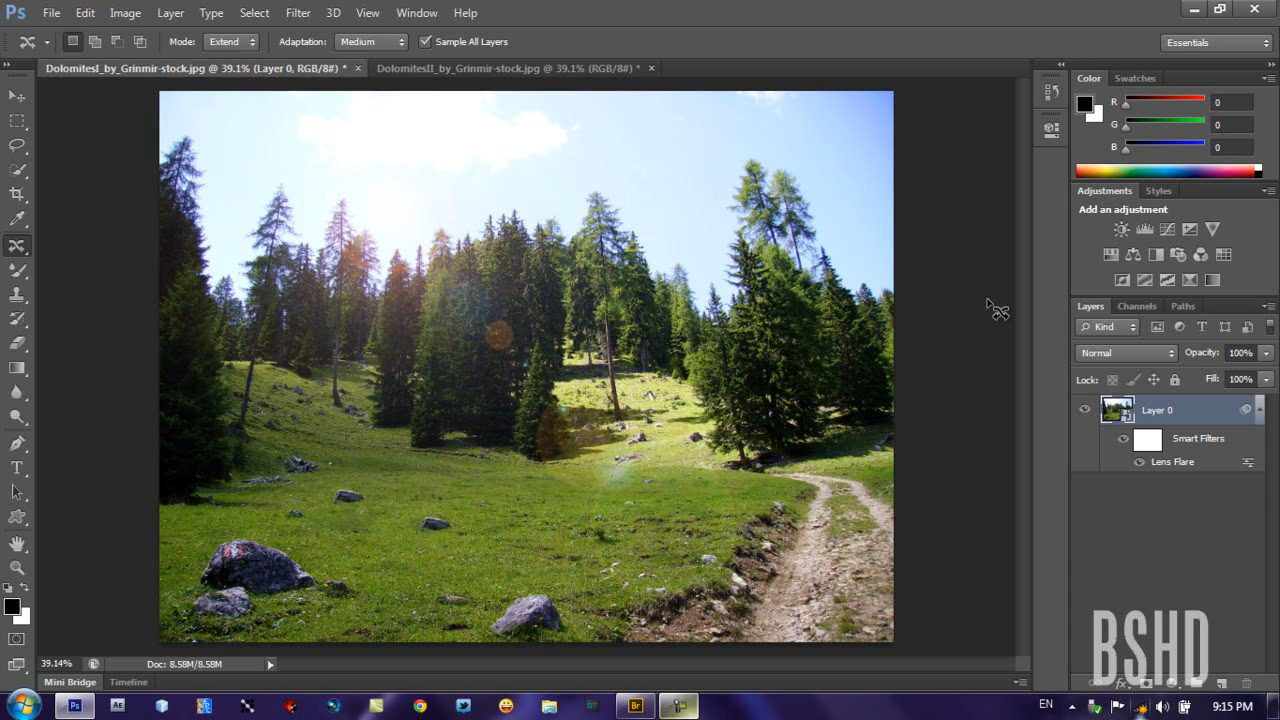 Ps File Edit Image Layer Type Select Filter 3D View Window Help
Mode: Extend Adaptation: Medium Sample All Layers Essentials
DolomitesI_by_Grinmir-stock.jpg @ 39.1% (Layer 0, RGB/8#) * × DolomitesII_by_Grinmir-stock.jpg @ 39.1% (RGB/8#) * ×
Color Swatches
R 0
G 0
B 0
Adjustments Styles
Add an adjustment
Layers Channels Paths
Kind
Normal Opacity: 100%
Lock: Fill: 100%
Layer 0
Smart Filters
Lens Flare
BSHD
39.14% Doc: 8.58M/8.58M
Mini Bridge Timeline
Ps Ae Br EN 9:15 PM